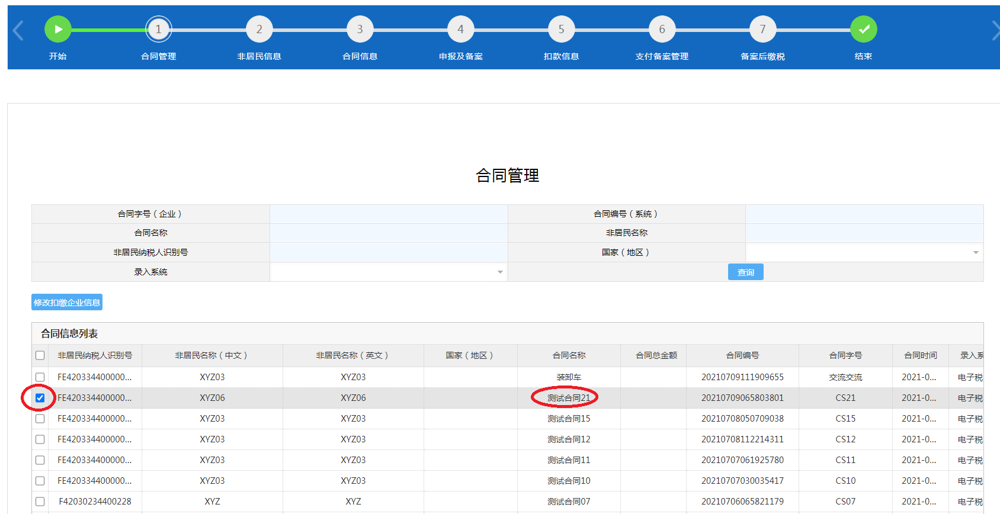 1 2 3 4 5 6 7
开始 合同管理 非居民信息 合同信息 申报及备案 扣款信息 支付备案管理 备案后缴税 结束
合同管理
合同字号（企业） 合同编号（系统）
合同名称 非居民名称
非居民纳税人识别号 国家（地区）
录入系统 查询
修改扣缴企业信息
合同信息列表
非居民纳税人识别号 非居民名称（中文） 非居民名称（英文） 国家（地区） 合同名称 合同总金额 合同编号 合同字号 合同时间 录入系
FE420334400000... XYZ03 XYZ03 装卸车 20210709111909655 交流交流 2021-0... 电子税
FE420334400000... XYZ06 XYZ06 测试合同21 20210709065803801 CS21 2021-0... 电子税
FE420334400000... XYZ03 XYZ03 测试合同15 20210708050709038 CS15 2021-0... 电子税
FE420334400000... XYZ03 XYZ03 测试合同12 20210708112214311 CS12 2021-0... 电子税
FE420334400000... XYZ03 XYZ03 测试合同11 20210707061925780 CS11 2021-0... 电子税
FE420334400000... XYZ03 XYZ03 测试合同10 20210707030035417 CS10 2021-0... 电子税
F42030234400228 XYZ XYZ 测试合同07 20210706065821179 CS07 2021-0... 电子税